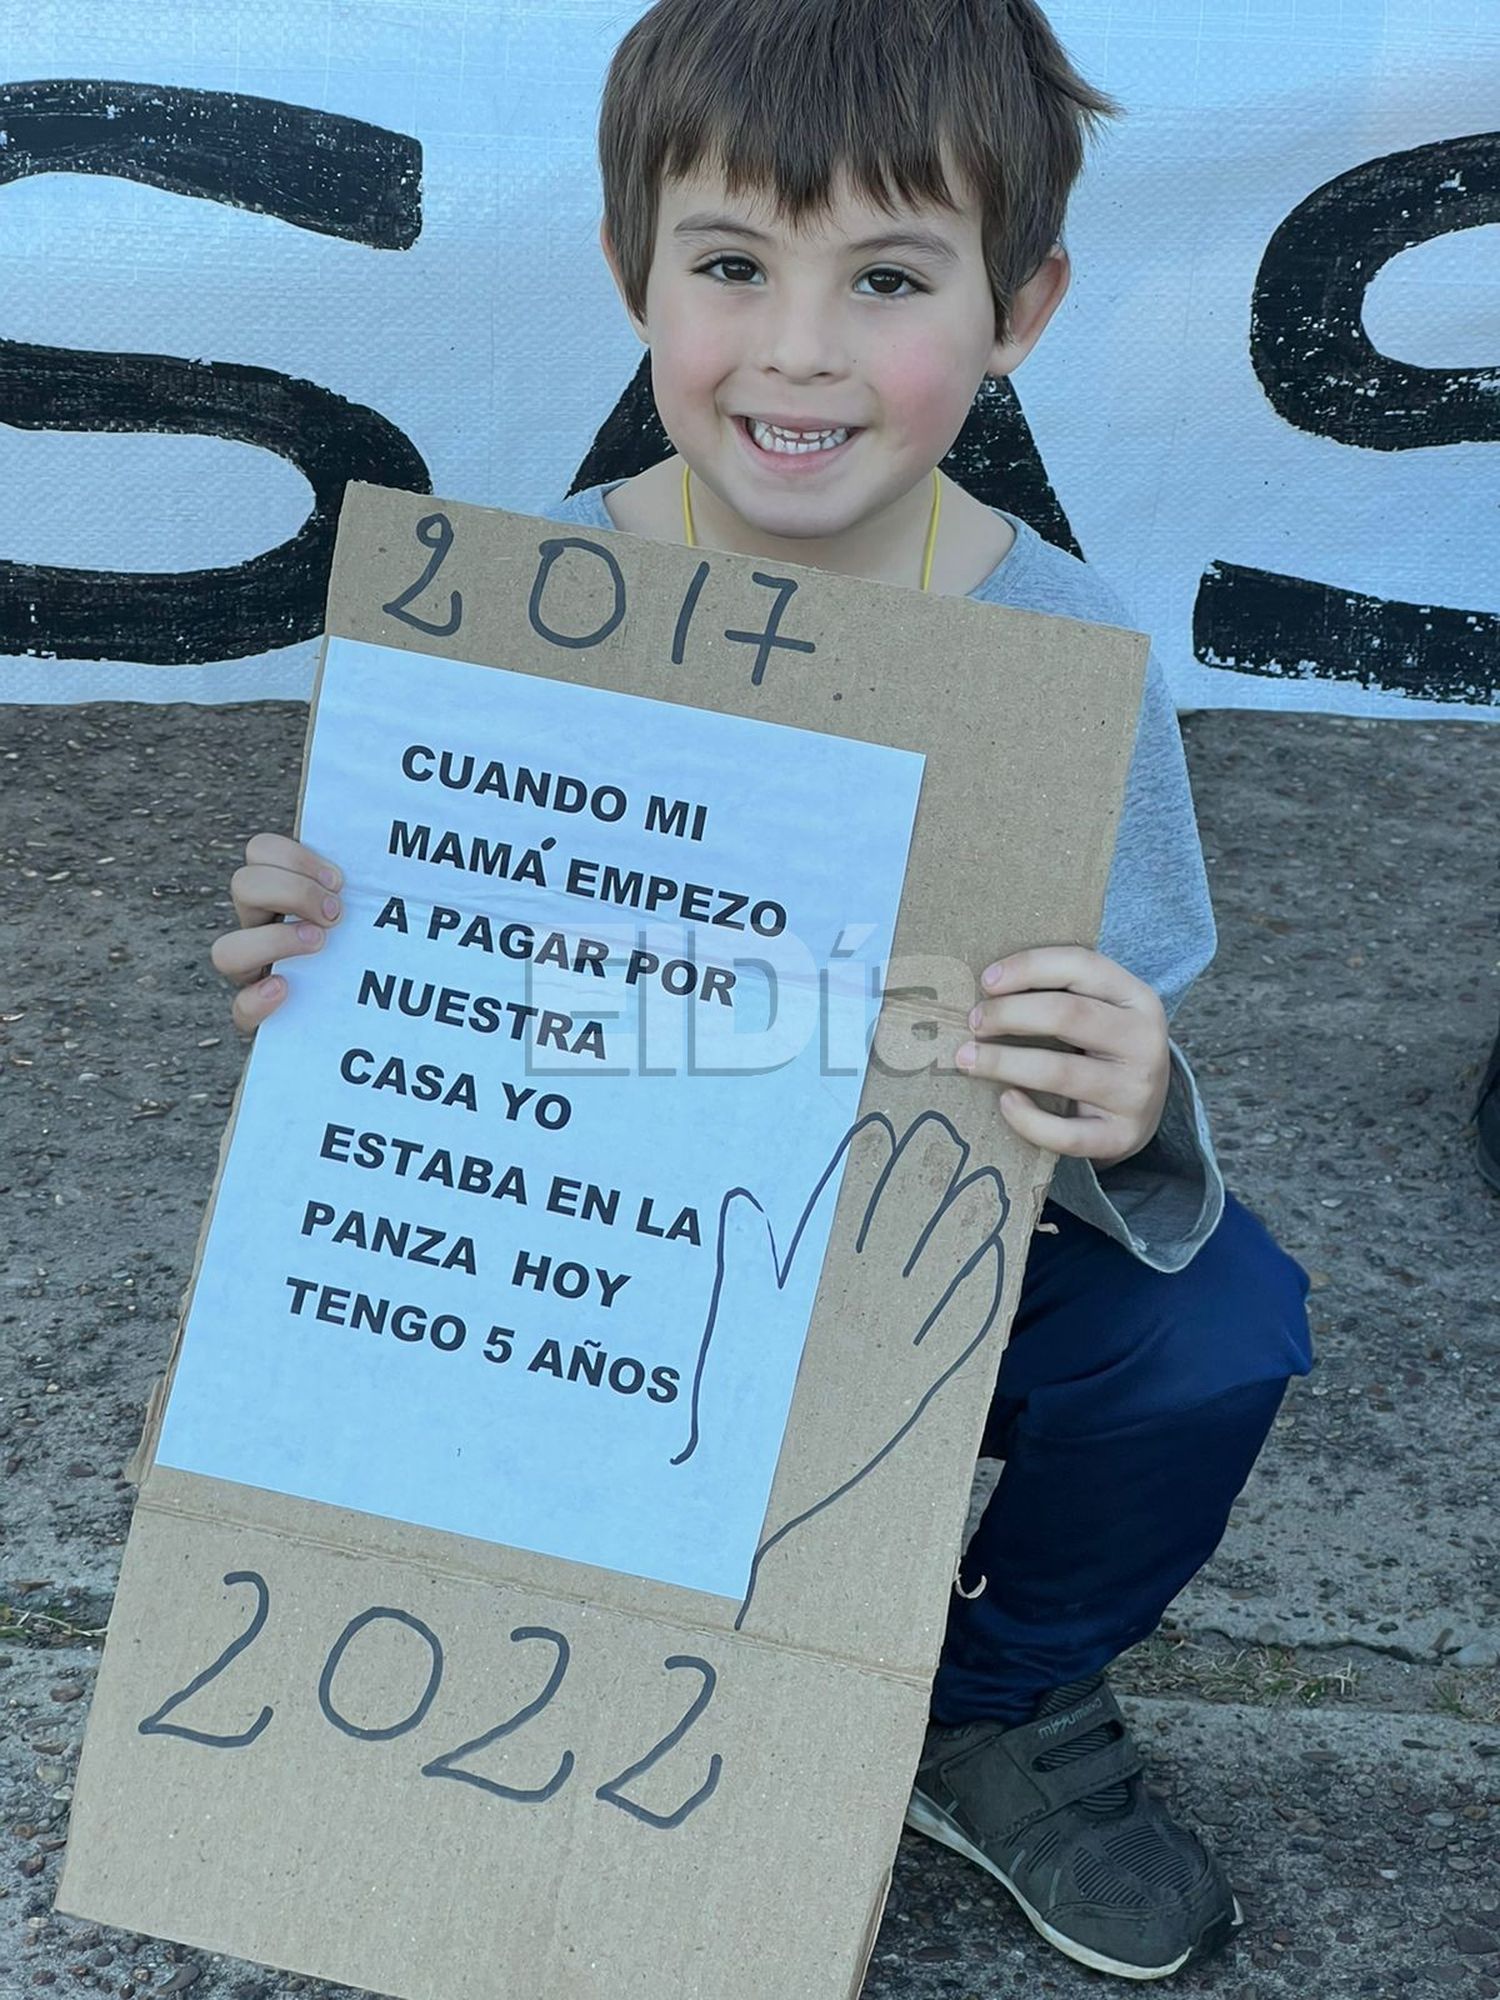 2017
CUANDO MI
MAMÁ EMPEZO
A PAGAR POR
NUESTRA
CASA YO
ESTABA EN LA
PANZA HOY
TENGO 5 AÑOS
2022
ElDía